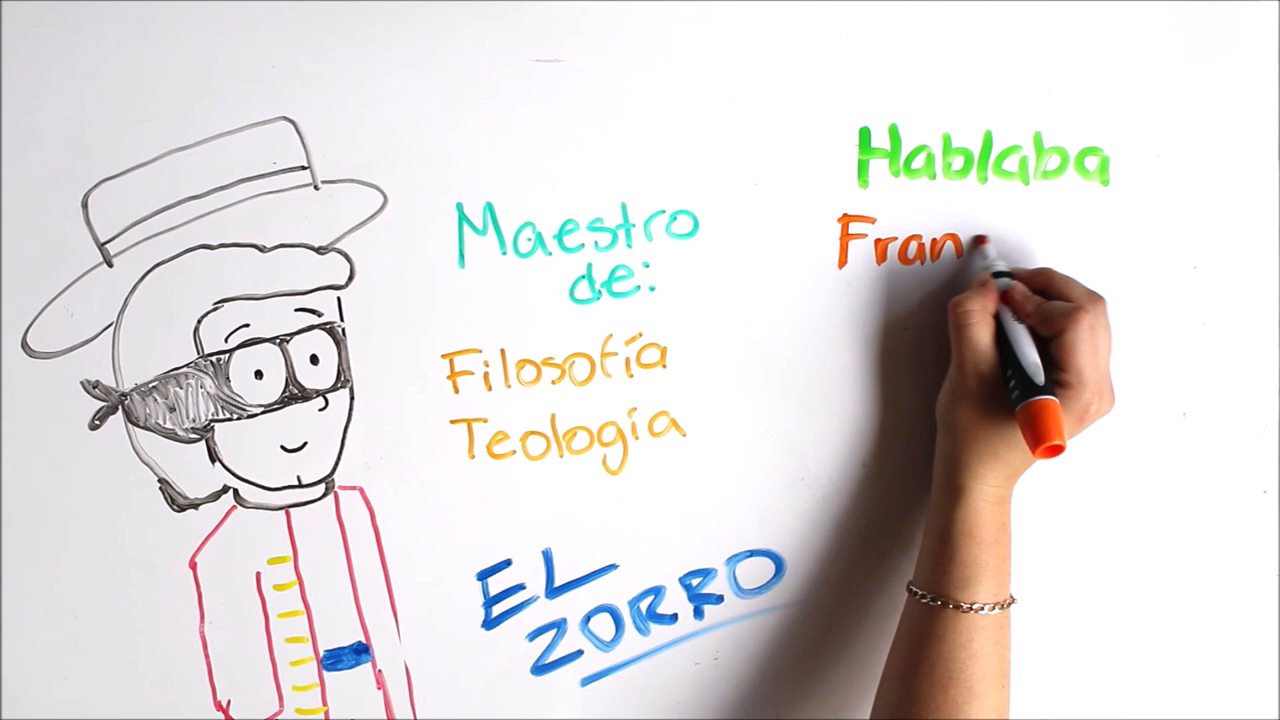 Maestro
de:
Filosofía
Teología
EL
ZORRO
Hablaba
Fran